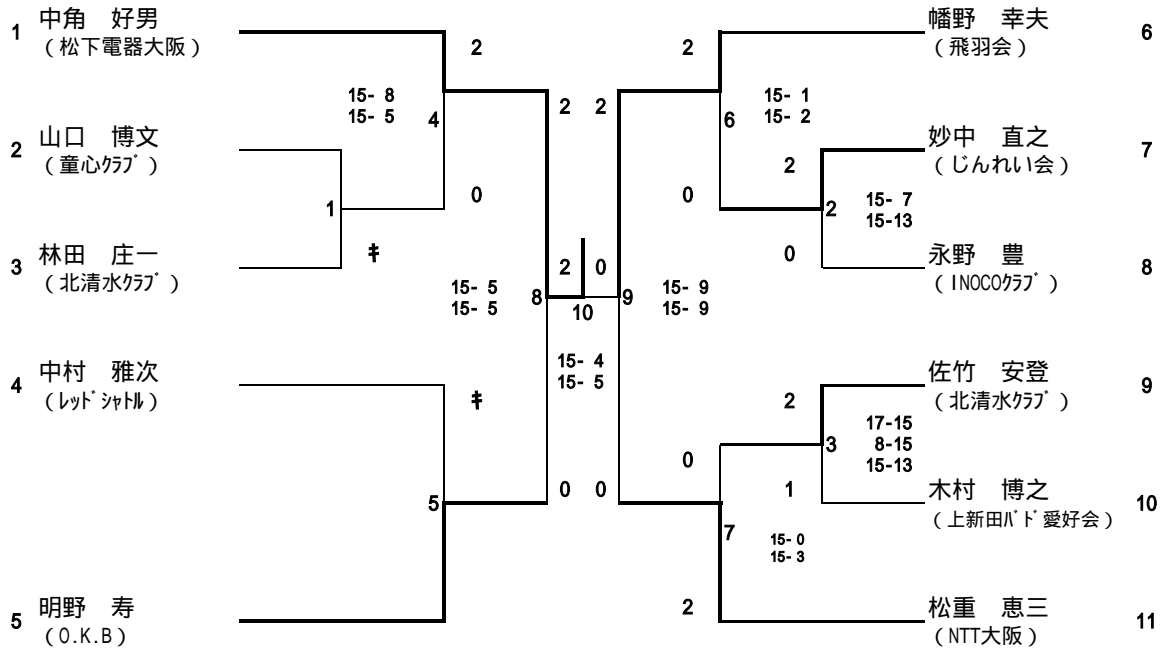 1 中角　好男
（松下電器大阪）
2 山口　博文
（童心ｸﾗﾌﾞ）
3 林田　庄一
（北清水ｸﾗﾌﾞ）
4 中村　雅次
（ﾚｯﾄﾞｼｬﾄﾙ）
5 明野　寿
（O.K.B）
2
15- 8
15- 5
4
1
0
ｷ
15- 5
15- 5
8
ｷ
5
2 2
2 0
10
15- 4
15- 5
0 0
9
15- 9
15- 9
2
15- 1
15- 2
6
0
2
15- 7
15-13
2
0
2
17-15
8-15
15-13
3
1
0
7
15- 0
15- 3
2
幡野　幸夫 6
（飛羽会）
妙中　直之 7
（じんれい会）
永野　豊 8
（INOCOｸﾗﾌﾞ）
佐竹　安登 9
（北清水ｸﾗﾌﾞ）
木村　博之 10
（上新田ﾊﾞﾄﾞ愛好会）
松重　恵三 11
（NTT大阪）